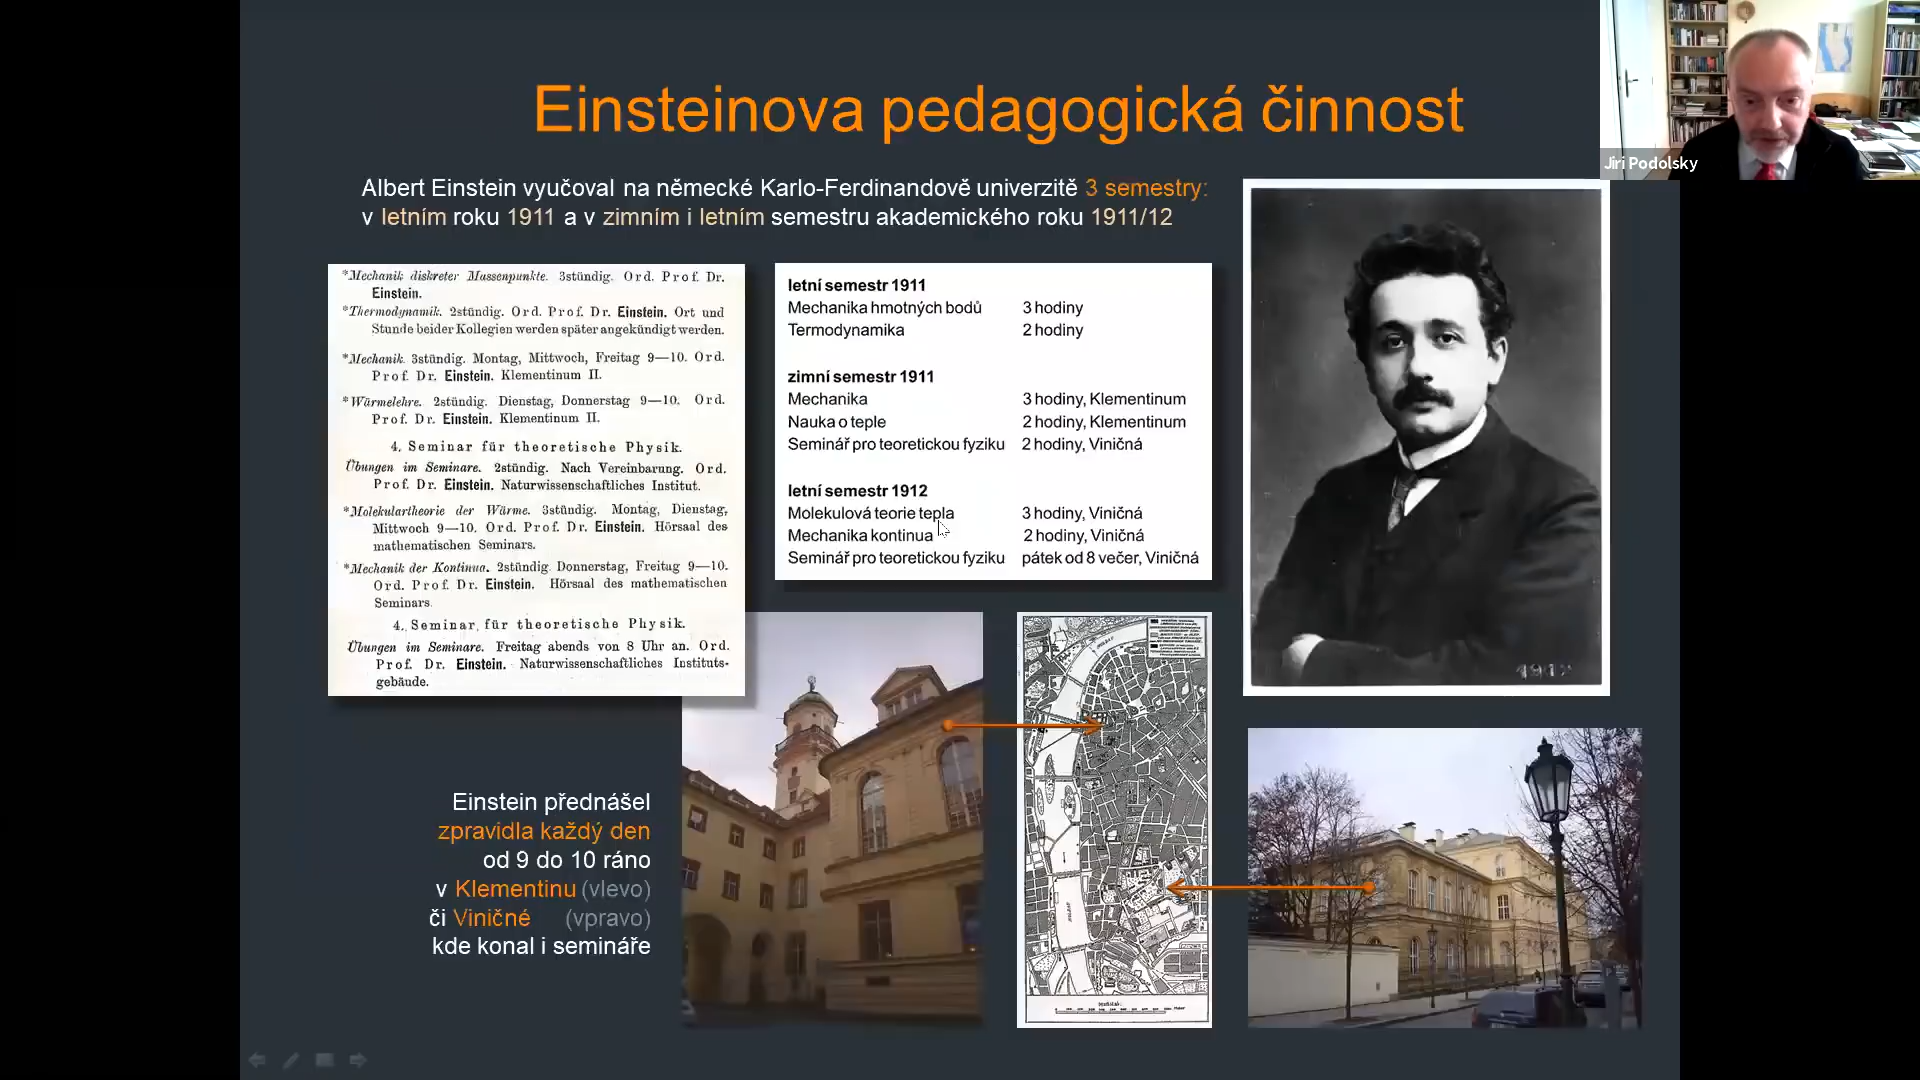 Einsteinova pedagogická činnost
Jiri Podolsky
Albert Einstein vyučoval na německé Karlo-Ferdinandově univerzitě 3 semestry:
v letním roku 1911 a v zimním i letním semestru akademického roku 1911/12
*Mechanik diskreter Massenpunkte. 3stündig. Ord. Prof. Dr.
Einstein.
*Thermodynamik. 2stündig. Ord. Prof. Dr. Einstein. Ort und
Stunde beider Kollegien werden später angekündigt werden.
*Mechanik. 3stündig. Montag, Mittwoch, Freitag 9—10. Ord.
Prof. Dr. Einstein. Klementinum II.
*Wärmelehre. 2stündig. Dienstag, Donnerstag 9—10. Ord.
Prof. Dr. Einstein. Klementinum II.
4. Seminar für theoretische Physik.
Übungen im Seminare. 2stündig. Nach Vereinbarung. Ord.
Prof. Dr. Einstein. Naturwissenschaftliches Institut.
*Molekulartheorie der Wärme. 3stündig. Montag, Dienstag,
Mittwoch 9—10. Ord. Prof. Dr. Einstein. Hörsaal des
mathematischen Seminars.
*Mechanik der Kontinua. 2stündig. Donnerstag, Freitag 9—10.
Ord. Prof. Dr. Einstein. Hörsaal des mathematischen
Seminars.
4. Seminar für theoretische Physik.
Übungen im Seminare. Freitag abends von 8 Uhr an. Ord.
Prof. Dr. Einstein. Naturwissenschaftliches Instituts-
gebäude.
letní semestr 1911
Mechanika hmotných bodů 3 hodiny
Termodynamika 2 hodiny
zimní semestr 1911
Mechanika 3 hodiny, Klementinum
Nauka o teple 2 hodiny, Klementinum
Seminář pro teoretickou fyziku 2 hodiny, Viničná
letní semestr 1912
Molekulová teorie tepla 3 hodiny, Viničná
Mechanika kontinua 2 hodiny, Viničná
Seminář pro teoretickou fyziku pátek od 8 večer, Viničná
1912
Einstein přednášel
zpravidla každý den
od 9 do 10 ráno
v Klementinu (vlevo)
či Viničné (vpravo)
kde konal i semináře